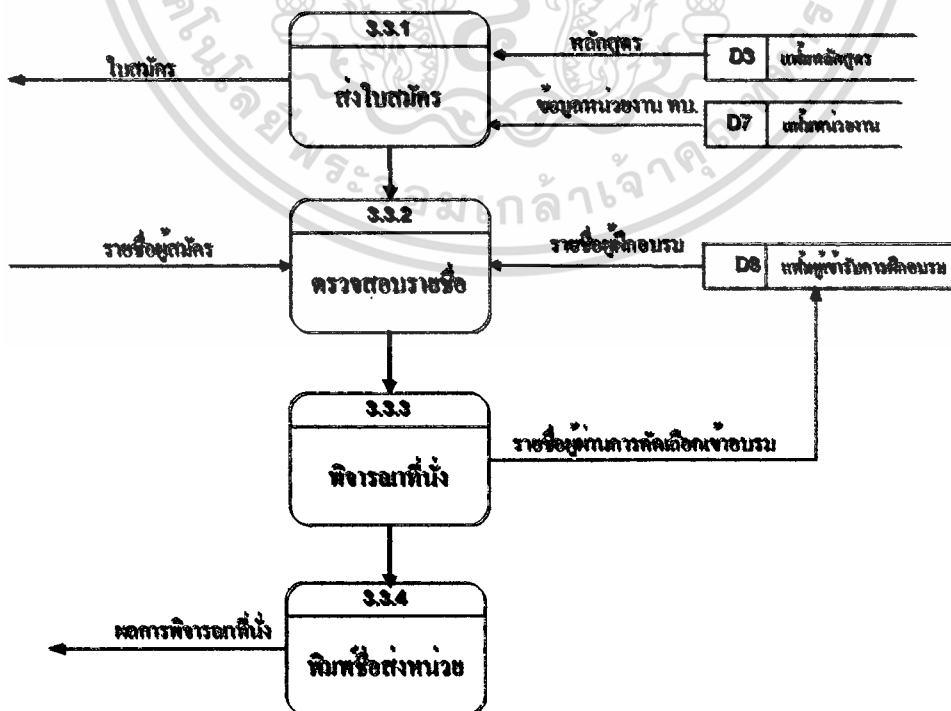 3.3.1
ส่งใบสมัคร
ใบสมัคร
หลักสูตร
D3 แฟ้มหลักสูตร
ข้อมูลหน่วยงาน ทบ.
D7 แฟ้มหน่วยงาน
3.3.2
ตรวจสอบรายชื่อ
รายชื่อผู้สมัคร
รายชื่อผู้ฝึกอบรม
แฟ้มผู้เข้ารับการฝึกอบรม
3.3.3
พิจารณาที่นั่ง
รายชื่อผู้ผ่านการคัดเลือกเข้าอบรม
3.3.4
พิมพ์ชื่อส่งหน่วย
ผลการพิจารณาที่นั่ง